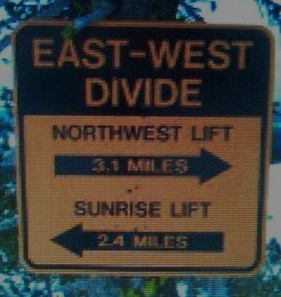 EAST-WEST
DIVIDE
NORTHWEST LIFT
3.1 MILES
SUNRISE LIFT
2.4 MILES